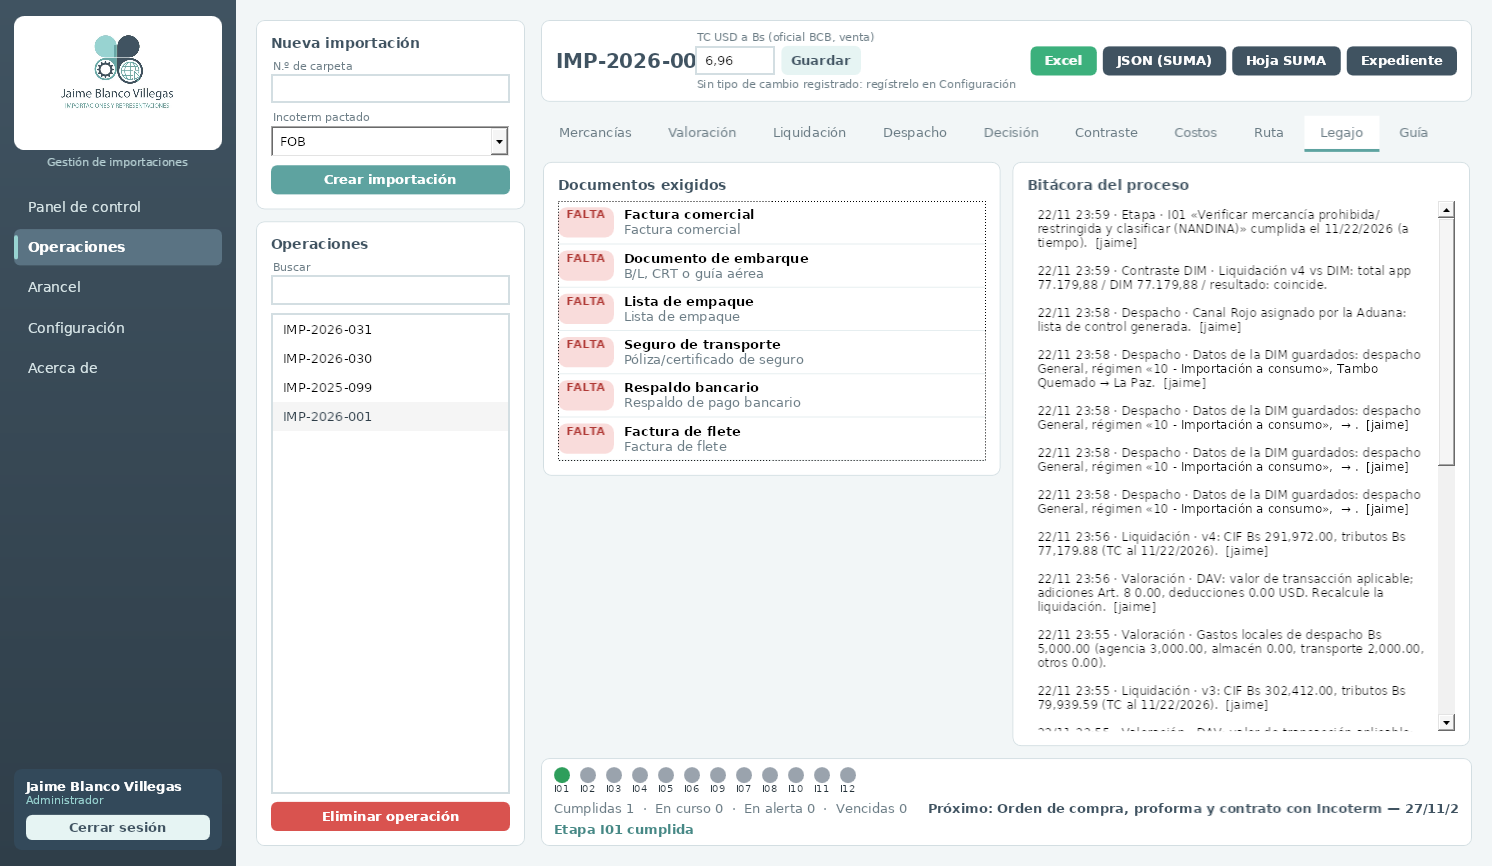 Jaime Blanco Villegas
IMPORTACIONES Y REPRESENTACIONES
Gestión de importaciones
Panel de control
Operaciones
Arancel
Configuración
Acerca de
Jaime Blanco Villegas
Administrador
Cerrar sesión
Nueva importación
N.º de carpeta
Incoterm pactado
FOB
Crear importación
Operaciones
Buscar
IMP-2026-031
IMP-2026-030
IMP-2025-099
IMP-2026-001
Eliminar operación
IMP-2026-00
TC USD a Bs (oficial BCB, venta)
6,96
Guardar
Sin tipo de cambio registrado: regístrelo en Configuración
Excel
JSON (SUMA)
Hoja SUMA
Expediente
Mercancías
Valoración
Liquidación
Despacho
Decisión
Contraste
Costos
Ruta
Legajo
Guía
Documentos exigidos
FALTA
Factura comercial
Factura comercial
FALTA
Documento de embarque
B/L, CRT o guía aérea
FALTA
Lista de empaque
Lista de empaque
FALTA
Seguro de transporte
Póliza/certificado de seguro
FALTA
Respaldo bancario
Respaldo de pago bancario
FALTA
Factura de flete
Factura de flete
Bitácora del proceso
22/11 23:59 · Etapa · I01 «Verificar mercancía prohibida/
restringida y clasificar (NANDINA)» cumplida el 11/22/2026 (a
tiempo).  [jaime]
22/11 23:59 · Contraste DIM · Liquidación v4 vs DIM: total app
77.179,88 / DIM 77.179,88 / resultado: coincide.
22/11 23:58 · Despacho · Canal Rojo asignado por la Aduana:
lista de control generada.  [jaime]
22/11 23:58 · Despacho · Datos de la DIM guardados: despacho
General, régimen «10 - Importación a consumo», Tambo
Quemado → La Paz.  [jaime]
22/11 23:58 · Despacho · Datos de la DIM guardados: despacho
General, régimen «10 - Importación a consumo»,  → .  [jaime]
22/11 23:58 · Despacho · Datos de la DIM guardados: despacho
General, régimen «10 - Importación a consumo»,  → .  [jaime]
22/11 23:58 · Despacho · Datos de la DIM guardados: despacho
General, régimen «10 - Importación a consumo»,  → .  [jaime]
22/11 23:56 · Liquidación · v4: CIF Bs 291,972.00, tributos Bs
77,179.88 (TC al 11/22/2026).  [jaime]
22/11 23:56 · Valoración · DAV: valor de transacción aplicable;
adiciones Art. 8 0.00, deducciones 0.00 USD. Recalcule la
liquidación.  [jaime]
22/11 23:55 · Valoración · Gastos locales de despacho Bs
5,000.00 (agencia 3,000.00, almacén 0.00, transporte 2,000.00,
otros 0.00).
22/11 23:55 · Liquidación · v3: CIF Bs 302,412.00, tributos Bs
79,939.59 (TC al 11/22/2026).  [jaime]
22/11 23:55 · Valoración · DAV: valor de transacción aplicable
I01 I02 I03 I04 I05 I06 I09 I07 I08 I10 I11 I12
Cumplidas 1  ·  En curso 0  ·  En alerta 0  ·  Vencidas 0
Próximo: Orden de compra, proforma y contrato con Incoterm — 27/11/2
Etapa I01 cumplida